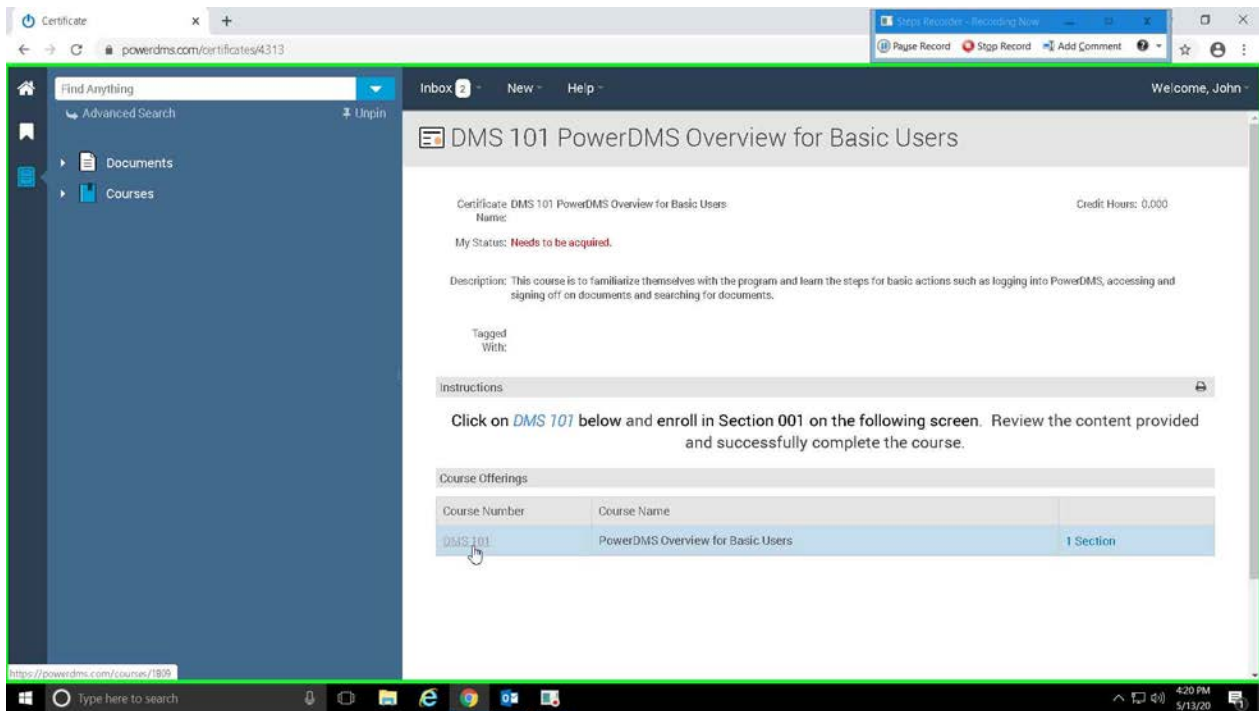 Certificate
Steps Recorder - Recording Now
powerdms.com/certificates/4313
Pause Record Stop Record Add Comment
Find Anything
Advanced Search
Unpin
Documents
Courses
Inbox 2 New Help
Welcome, John
DMS 101 PowerDMS Overview for Basic Users
Certificate Name: DMS 101 PowerDMS Overview for Basic Users
Credit Hours: 0.000
My Status: Needs to be acquired.
Description: This course is to familiarize themselves with the program and learn the steps for basic actions such as logging into PowerDMS, accessing and
signing off on documents and searching for documents.
Tagged
With:
Instructions
Click on DMS 101 below and enroll in Section 001 on the following screen. Review the content provided
and successfully complete the course.
Course Offerings
Course Number Course Name
DMS 101 PowerDMS Overview for Basic Users 1 Section
https://powerdms.com/courses/1809
Type here to search
4:20 PM
5/13/20